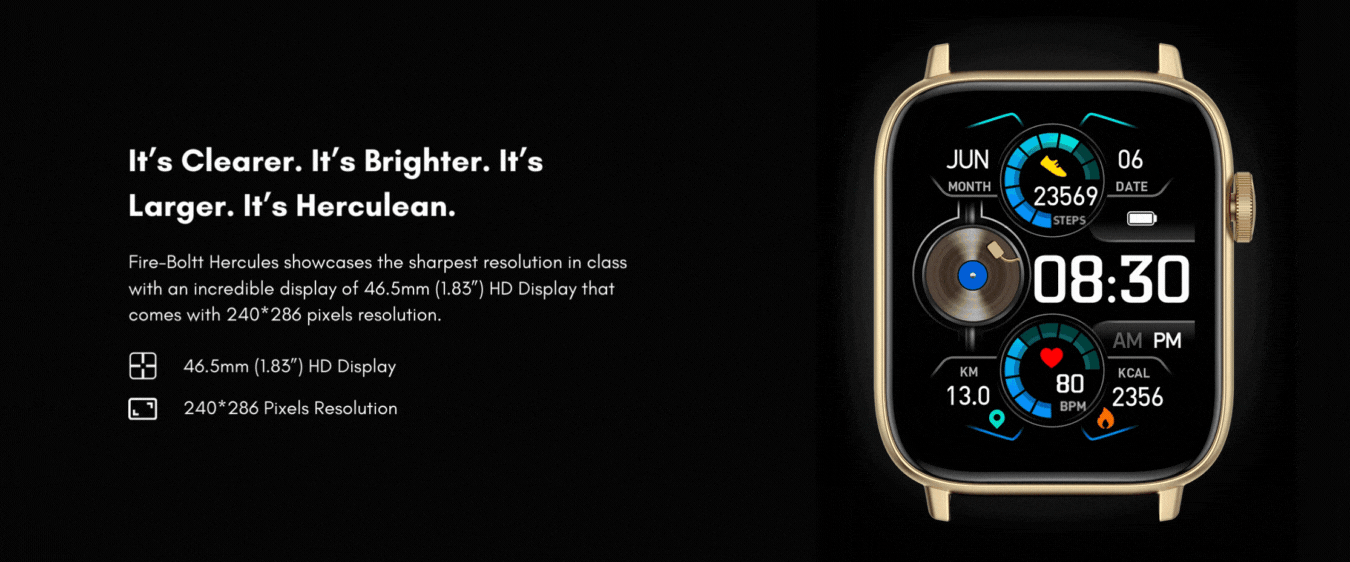 It's Clearer. It's Brighter. It's
Larger. It's Herculean.
Fire-Boltt Hercules showcases the sharpest resolution in class
with an incredible display of 46.5mm (1.83") HD Display that
comes with 240*286 pixels resolution.
46.5mm (1.83") HD Display
240*286 Pixels Resolution
JUN
MONTH
23569
STEPS
06
DATE
08:30
AM PM
KM
13.0
80
BPM
KCAL
2356